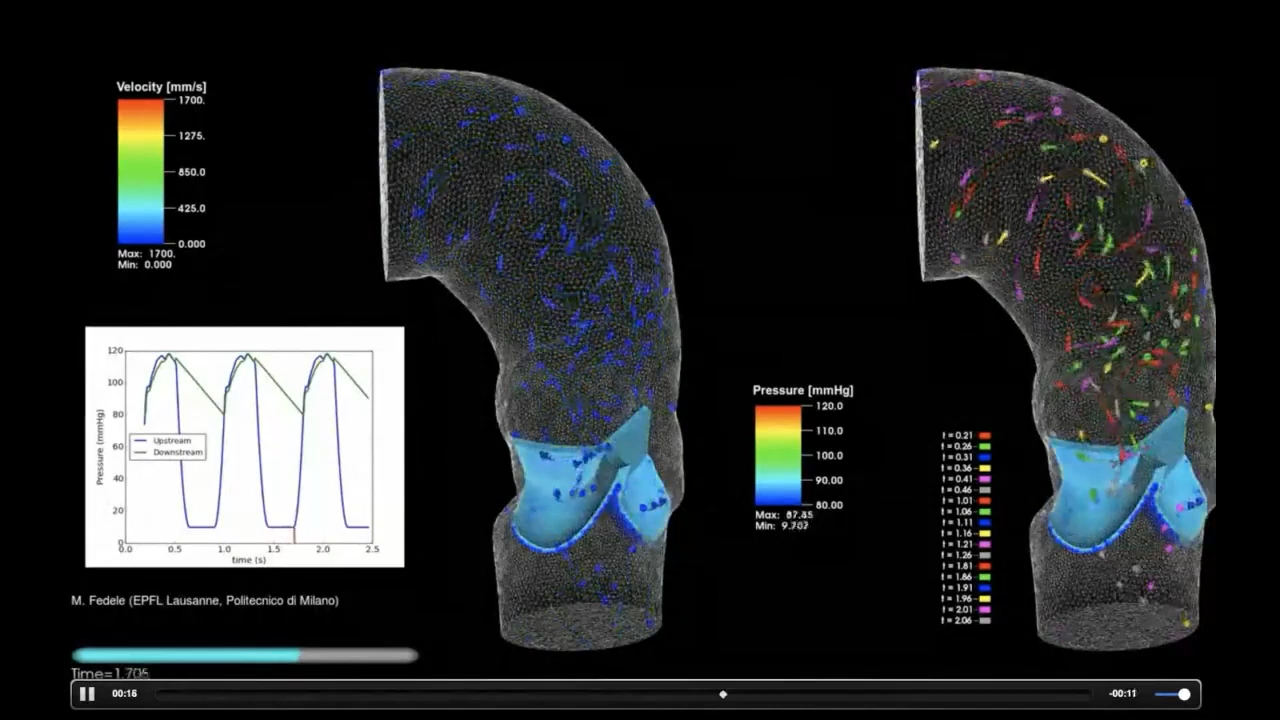 Velocity [mm/s]
1700.
1275.
850.0
425.0
0.000
Max: 1700.
Min: 0.000
120
100
80
60
40
20
0
Pressure (mmHg)
Upstream
Downstream
0.0 0.5 1.0 1.5 2.0 2.5
time (s)
M. Fedele (EPFL Lausanne, Politecnico di Milano)
Time=1.705
00:16
Pressure [mmHg]
120.0
110.0
100.0
90.00
80.00
Max:
Min:
t = 0.21
t = 0.26
t = 0.31
t = 0.36
t = 0.41
t = 0.46
t = 1.01
t = 1.06
t = 1.11
t = 1.16
t = 1.21
t = 1.26
t = 1.81
t = 1.86
t = 1.91
t = 1.96
t = 2.01
t = 2.06
-00:11